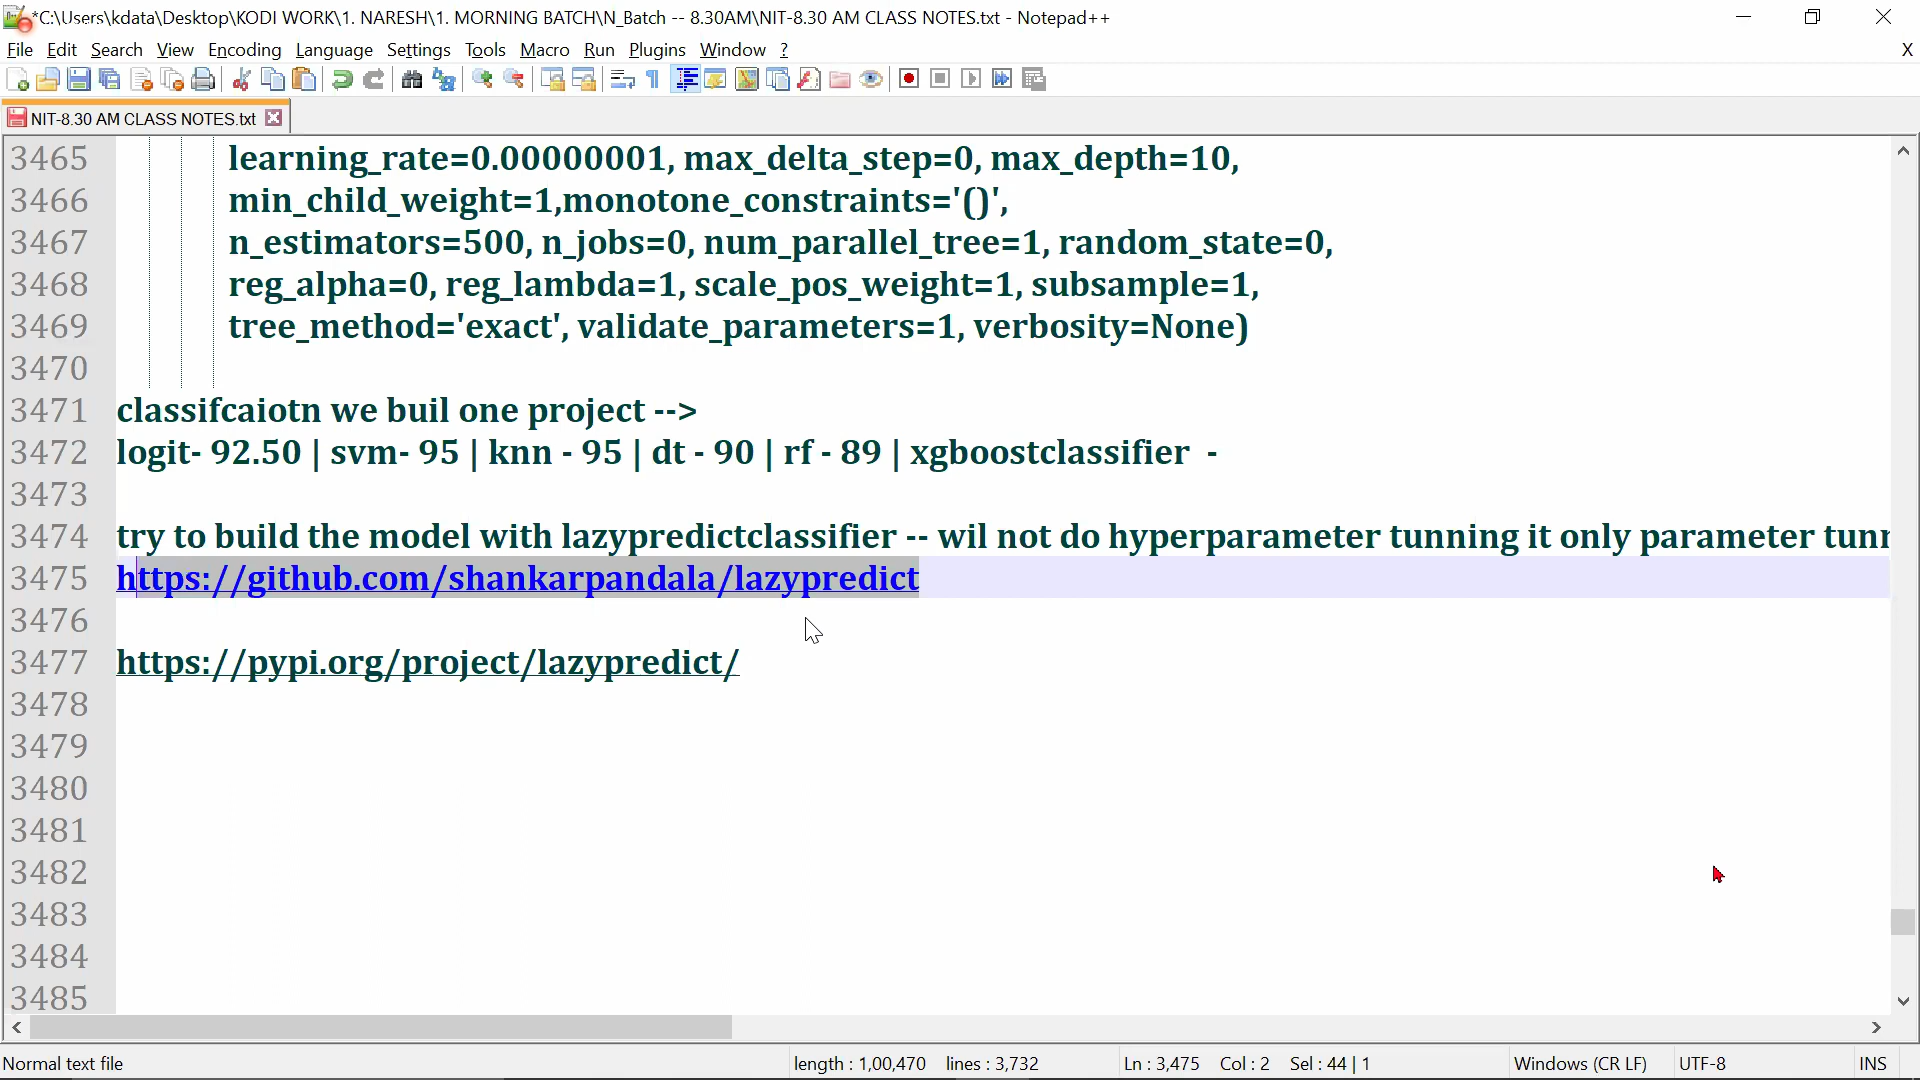 *C:\Users\kdata\Desktop\KODI WORK\1. NARESH\1. MORNING BATCH\N_Batch -- 8.30AM\NIT-8.30 AM CLASS NOTES.txt - Notepad++
File Edit Search View Encoding Language Settings Tools Macro Run Plugins Window ? X
NIT-8.30 AM CLASS NOTES.txt
3465 learning_rate=0.00000001, max_delta_step=0, max_depth=10,
3466 min_child_weight=1,monotone_constraints='()',
3467 n_estimators=500, n_jobs=0, num_parallel_tree=1, random_state=0,
3468 reg_alpha=0, reg_lambda=1, scale_pos_weight=1, subsample=1,
3469 tree_method='exact', validate_parameters=1, verbosity=None)
3470
3471 classifcaiotn we buil one project -->
3472 logit- 92.50 | svm- 95 | knn - 95 | dt - 90 | rf - 89 | xgboostclassifier -
3473
3474 try to build the model with lazypredictclassifier -- wil not do hyperparameter tunning it only parameter tunn
3475 https://github.com/shankarpandala/lazypredict
3476
3477 https://pypi.org/project/lazypredict/
3478
3479
3480
3481
3482
3483
3484
3485
Normal text file length : 1,00,470 lines : 3,732 Ln : 3,475 Col : 2 Sel : 44 | 1 Windows (CR LF) UTF-8 INS